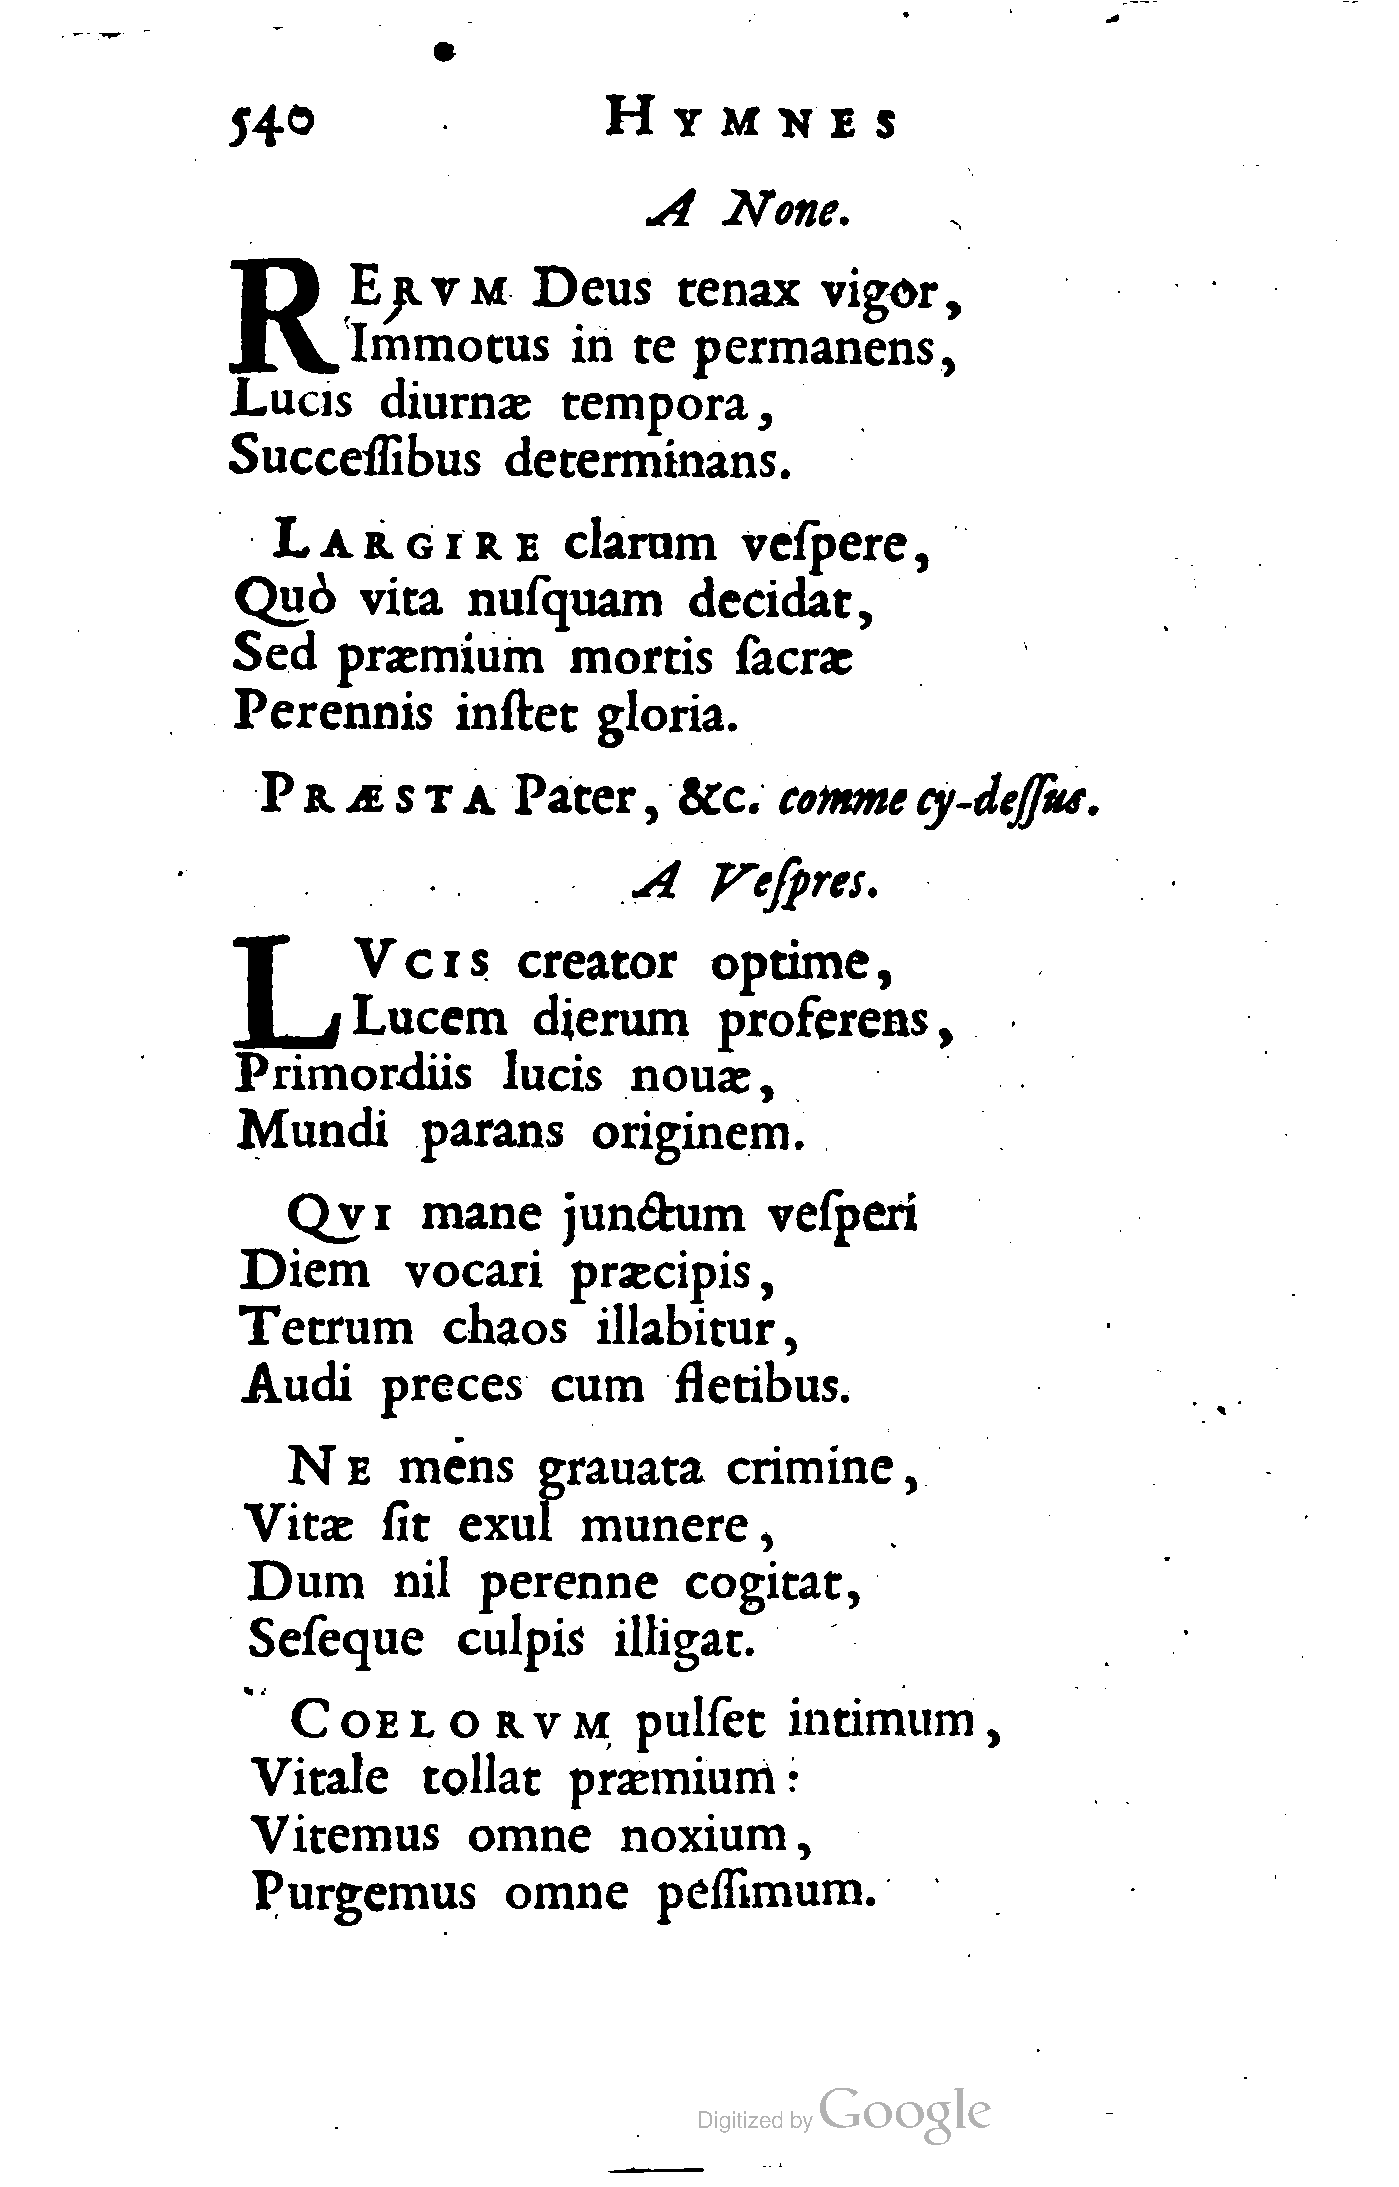 540 HYMNES
A None.
RERVM Deus tenax vigor,
Immotus in te permanens,
Lucis diurnæ tempora,
Succeſſibus determinans.
LARGIRE clarum veſpere,
Quò vita nuſquam decidat,
Sed præmium mortis ſacræ
Perennis inſtet gloria.
PRÆSTA Pater, &c. comme cy-deſſus.
A Veſpres.
LVCIS creator optime,
Lucem dierum proferens,
Primordiis lucis nouæ,
Mundi parans originem.
QVI mane junctum veſperi
Diem vocari præcipis,
Tetrum chaos illabitur,
Audi preces cum fletibus.
NE mens grauata crimine,
Vitæ ſit exul munere,
Dum nil perenne cogitat,
Seſeque culpis illigat.
COELORVM pulſet intimum,
Vitale tollat præmium:
Vitemus omne noxium,
Purgemus omne peſſimum.
Digitized by Google